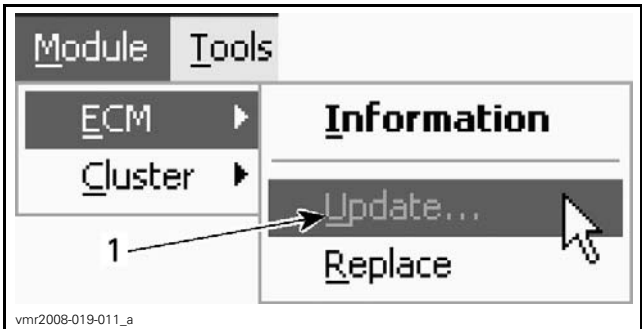 Module Tools
ECM Information
Cluster Update...
1 Replace
vmr2008-019-011_a